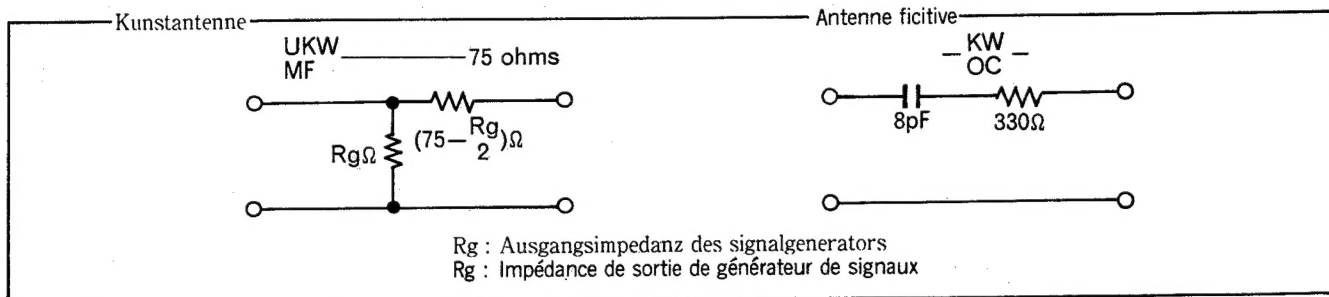 Kunstantenne
Antenne ficitive
UKW
MF
75 ohms
KW
OC
RgΩ
(75—Rg/2)Ω
8pF
330Ω
Rg : Ausgangsimpedanz des signalgenerators
Rg : Impédance de sortie de générateur de signaux